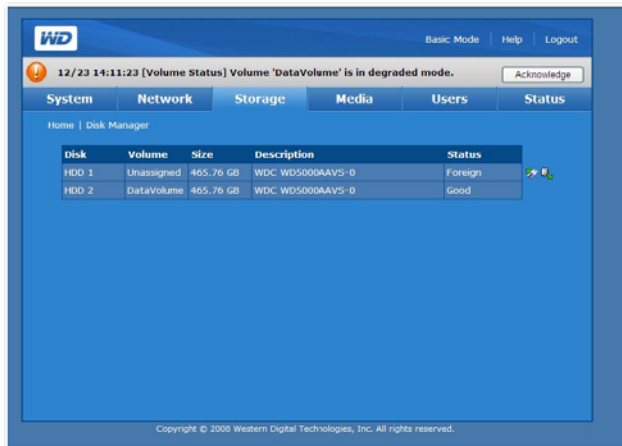 WD
Basic Mode | Help | Logout
12/23 14:11:23 [Volume Status] Volume 'DataVolume' is in degraded mode. Acknowledge
System Network Storage Media Users Status
Home | Disk Manager
Disk Volume Size Description Status
HDD 1 Unassigned 465.76 GB WDC WD5000AAVS-0 Foreign
HDD 2 DataVolume 465.76 GB WDC WD5000AAVS-0 Good
Copyright © 2008 Western Digital Technologies, Inc. All rights reserved.